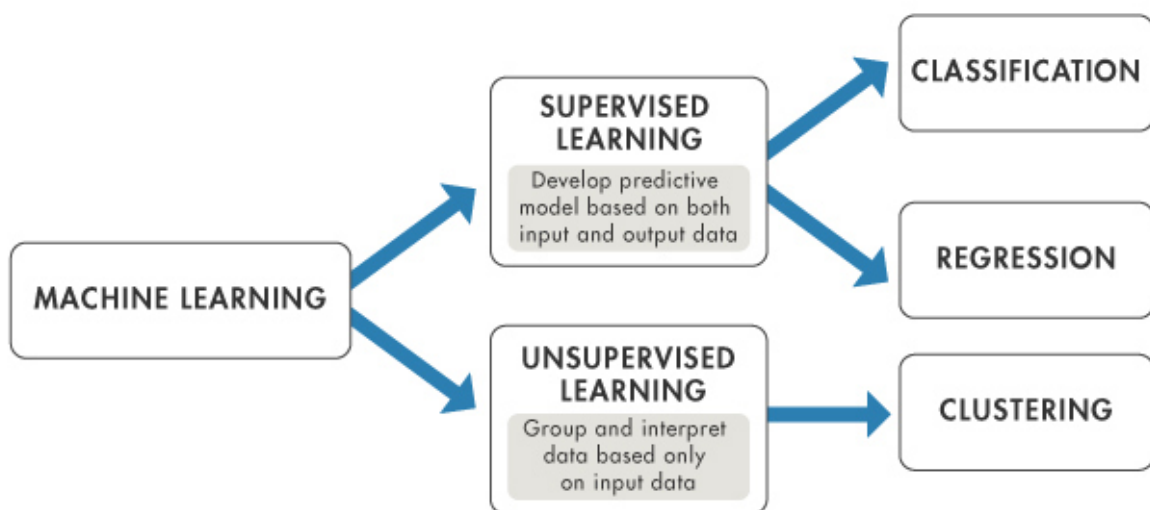 MACHINE LEARNING
SUPERVISED
LEARNING
Develop predictive
model based on both
input and output data
UNSUPERVISED
LEARNING
Group and interpret
data based only
on input data
CLASSIFICATION
REGRESSION
CLUSTERING